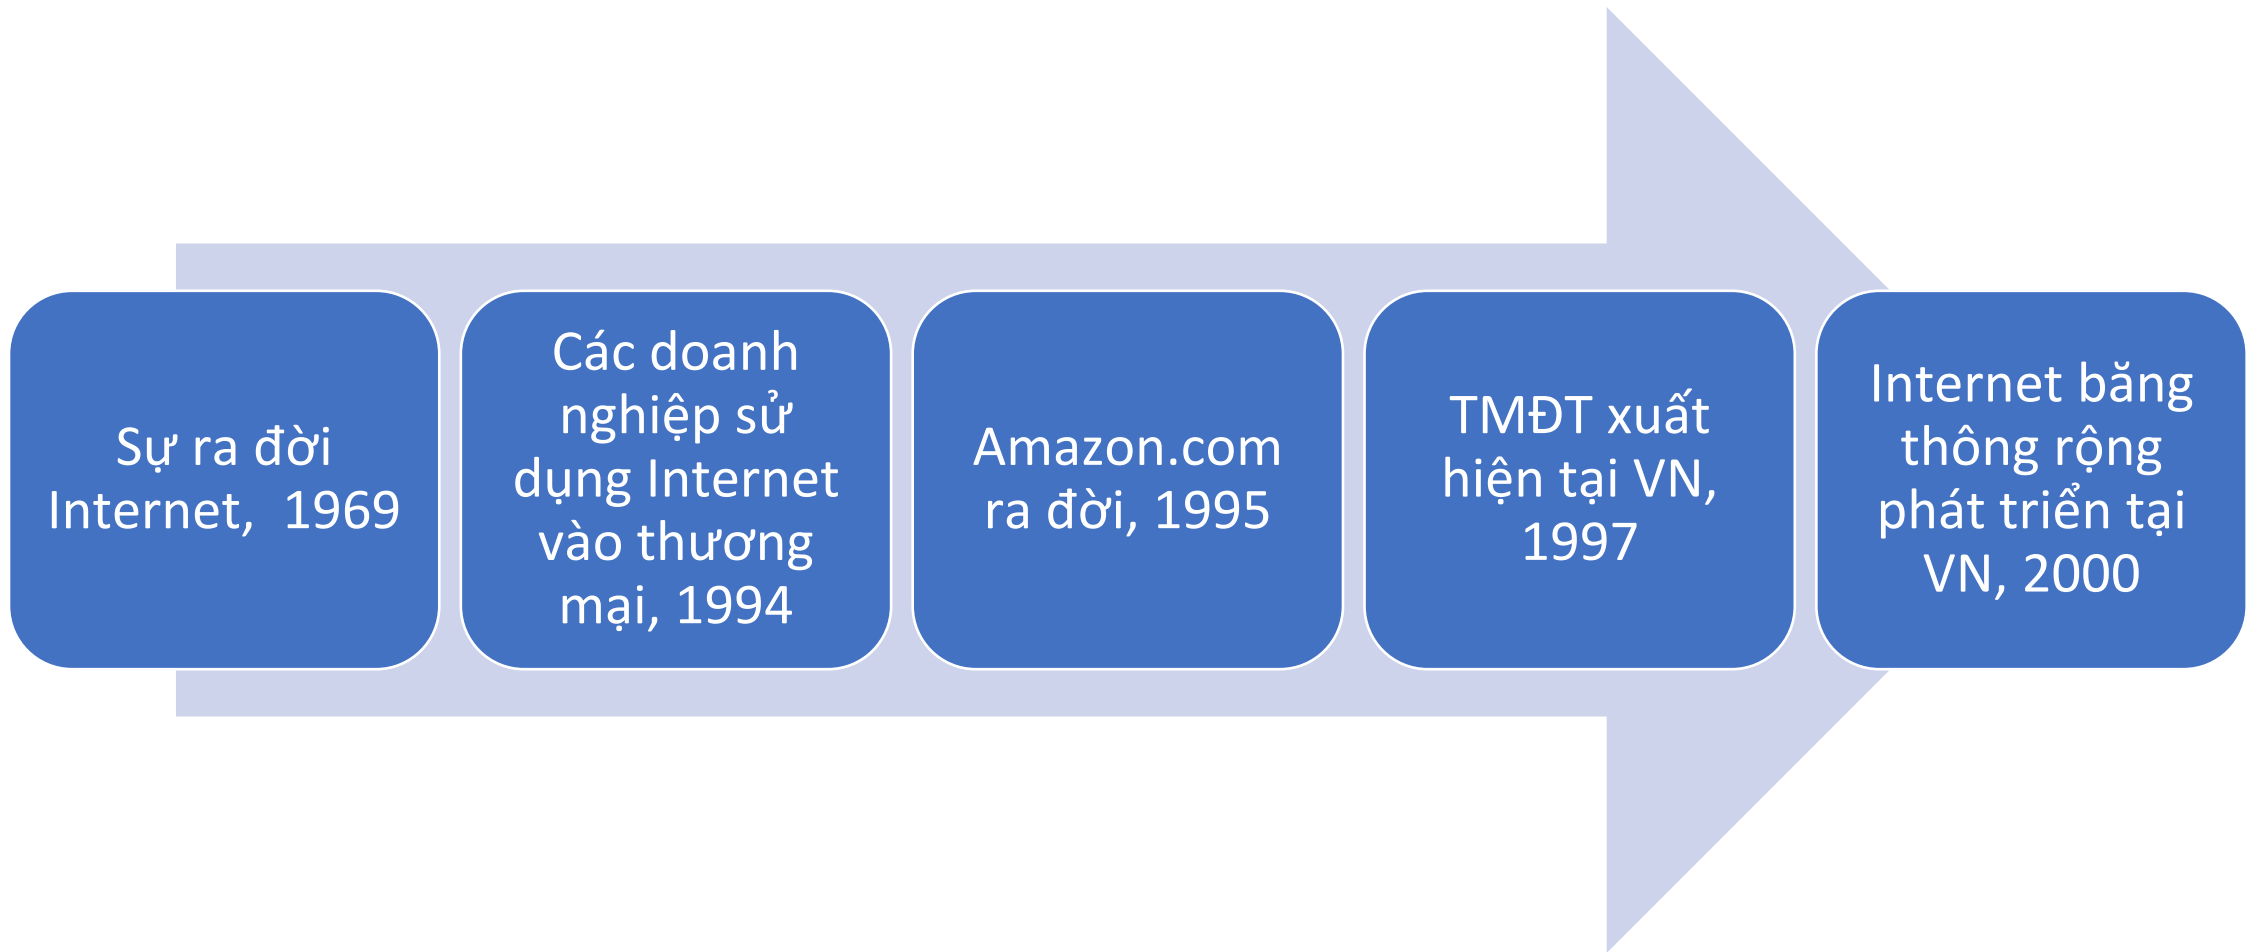 Sự ra đời
Internet,  1969
Các doanh
nghiệp sử
dụng Internet
vào thương
mại, 1994
Amazon.com
ra đời, 1995
TMĐT xuất
hiện tại VN,
1997
Internet băng
thông rộng
phát triển tại
VN, 2000